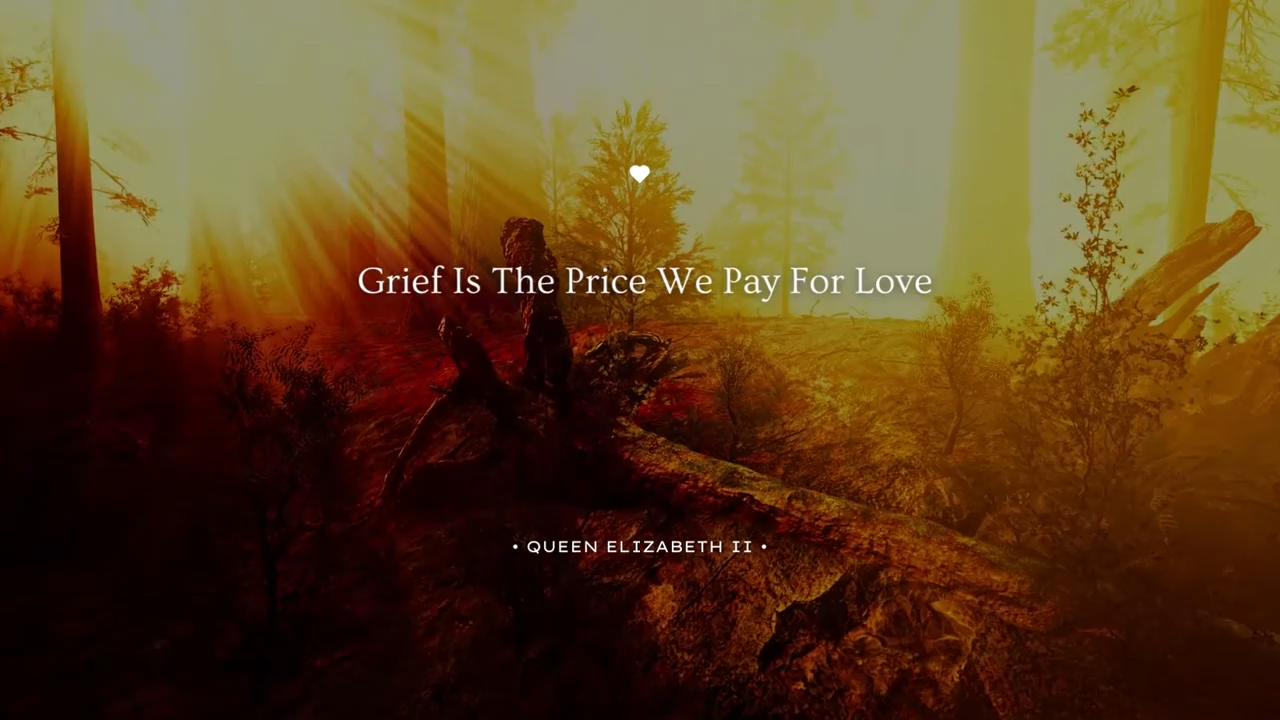 Grief Is The Price We Pay For Love
• QUEEN ELIZABETH II •